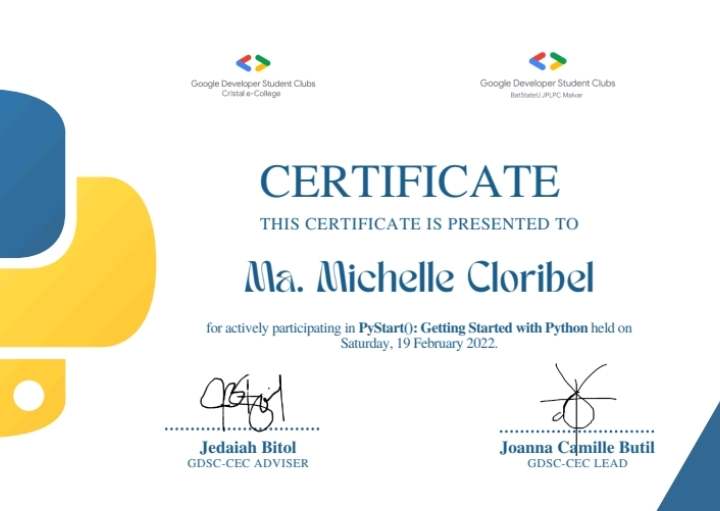 Google Developer Student Clubs
Cristal e-College
Google Developer Student Clubs
BatStateU JPLPC Malvar
CERTIFICATE
THIS CERTIFICATE IS PRESENTED TO
Ma. Michelle Cloribel
for actively participating in PyStart(): Getting Started with Python held on
Saturday, 19 February 2022.
Jedaiah Bitol
GDSC-CEC ADVISER
Joanna Camille Butil
GDSC-CEC LEAD